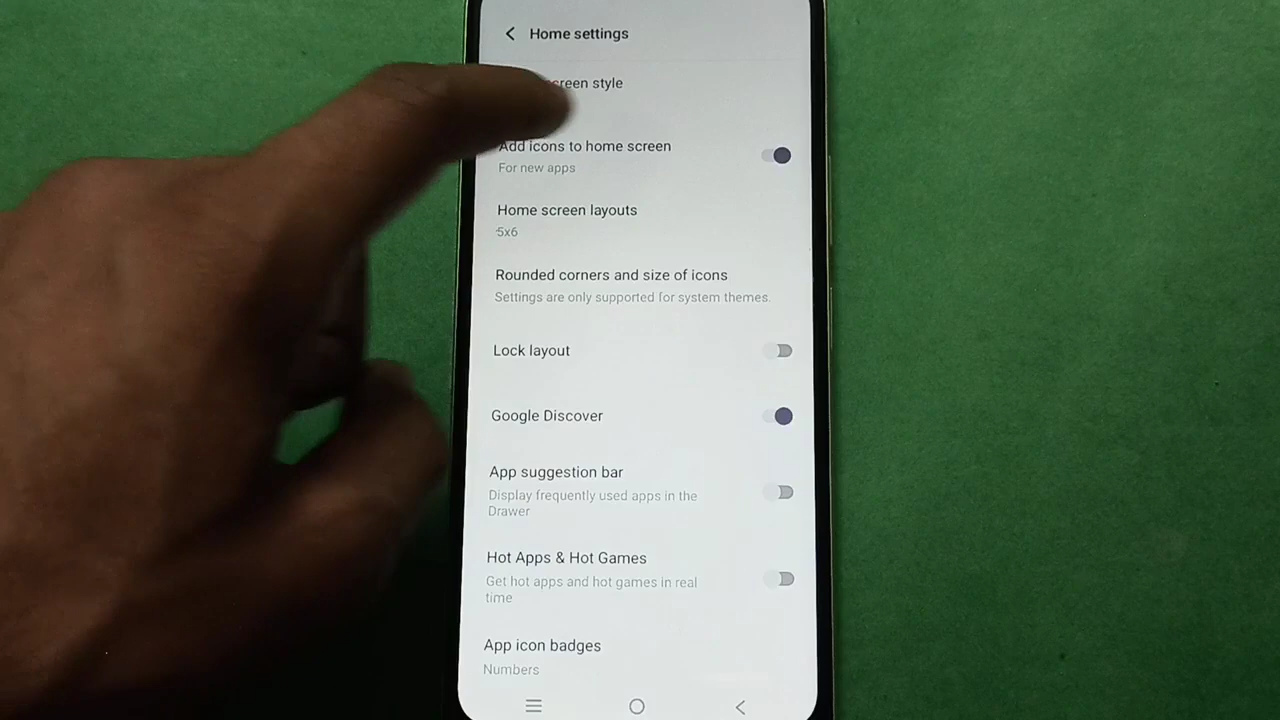 Home settings
screen style
Add icons to home screen
For new apps
Home screen layouts
5x6
Rounded corners and size of icons
Settings are only supported for system themes.
Lock layout
Google Discover
App suggestion bar
Display frequently used apps in the
Drawer
Hot Apps & Hot Games
Get hot apps and hot games in real
time
App icon badges
Numbers